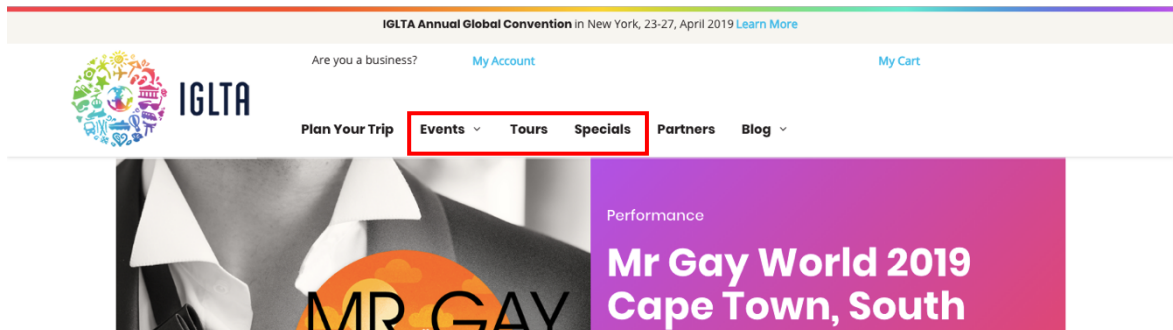 IGLTA Annual Global Convention in New York, 23-27, April 2019 Learn More
Are you a business? My Account My Cart
IGLTA
Plan Your Trip Events Tours Specials Partners Blog
Performance
Mr Gay World 2019
Cape Town, South
MR GAY